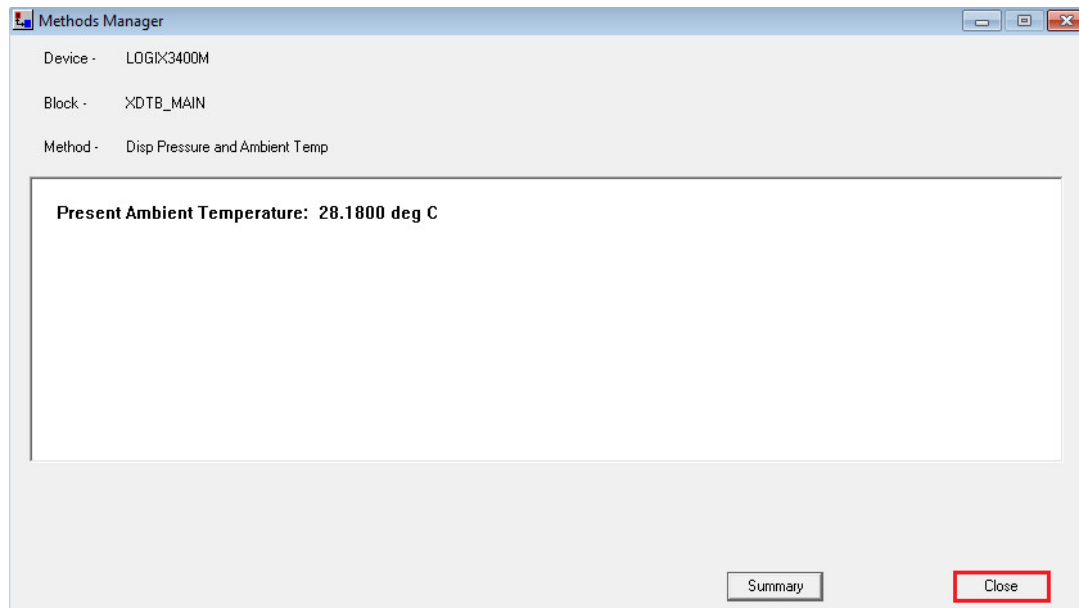 Methods Manager
Device - LOGIX3400M
Block - XDTB_MAIN
Method - Disp Pressure and Ambient Temp
Present Ambient Temperature: 28.1800 deg C
Summary Close